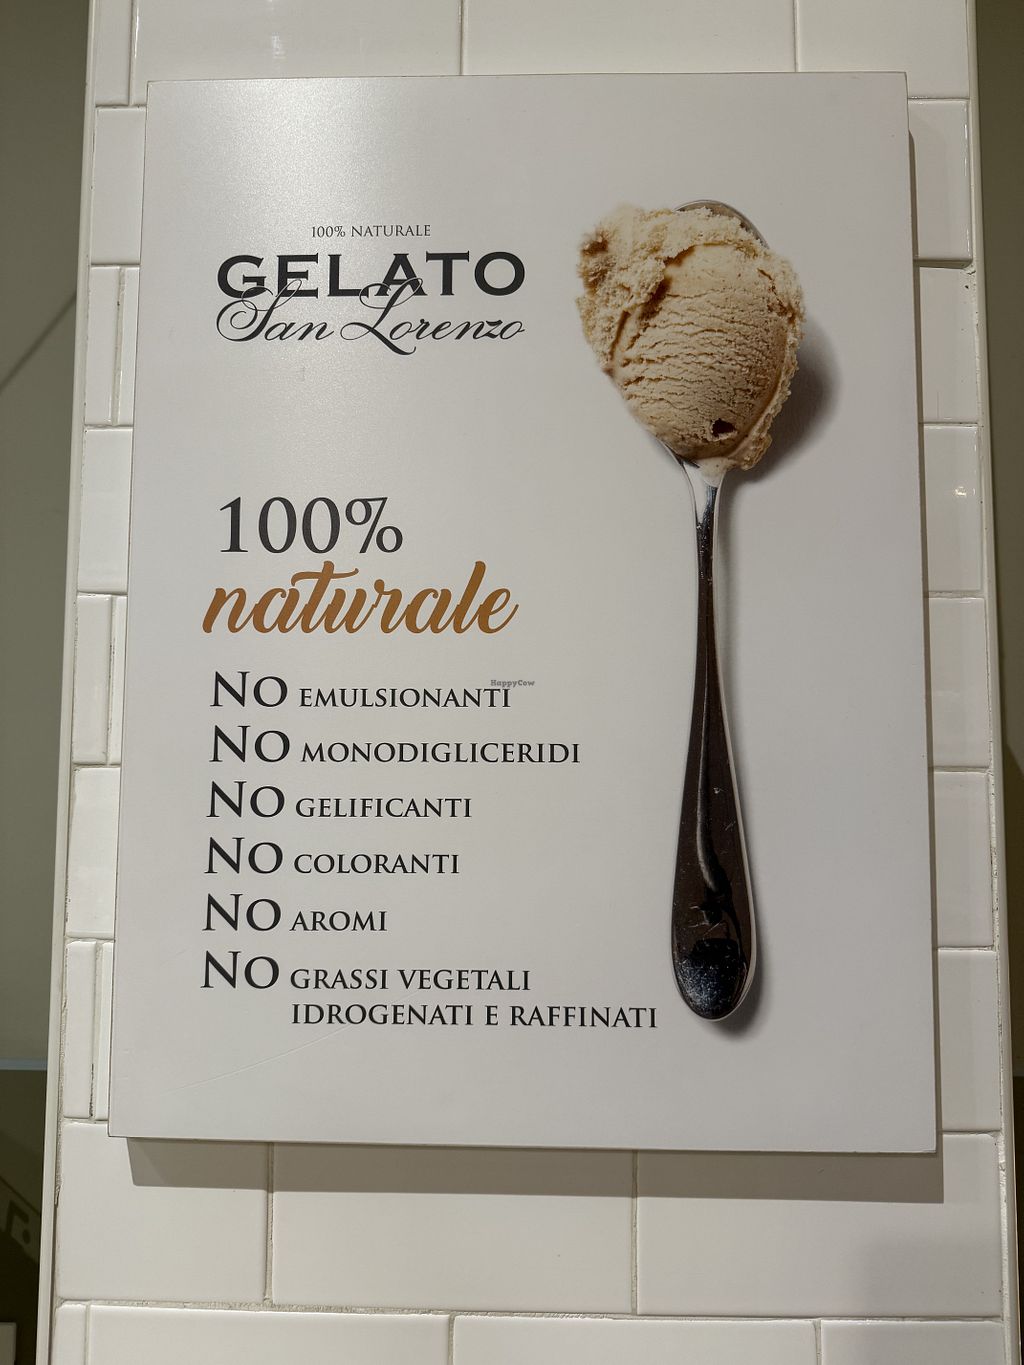 100% NATURALE
GELATO
San Lorenzo
100%
naturale
NO EMULSIONANTI
HappyCow
NO MONODIGLICERIDI
NO GELIFICANTI
NO COLORANTI
NO AROMI
NO GRASSI VEGETALI
IDROGENATI E RAFFINATI